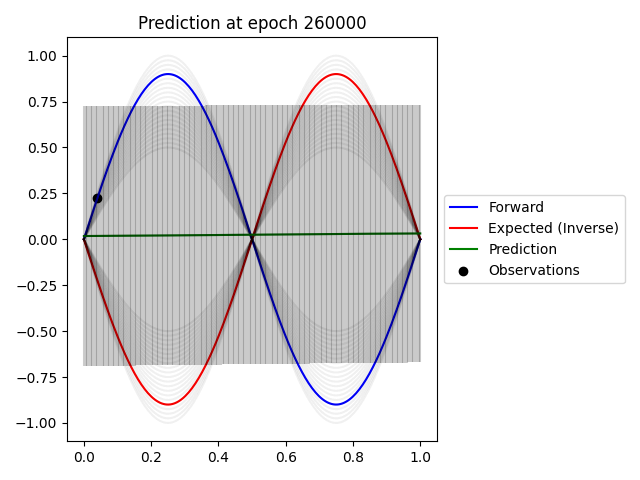 Prediction at epoch 260000
1.00
0.75
0.50
0.25
0.00
−0.25
−0.50
−0.75
−1.00
0.0 0.2 0.4 0.6 0.8 1.0
Forward
Expected (Inverse)
Prediction
Observations